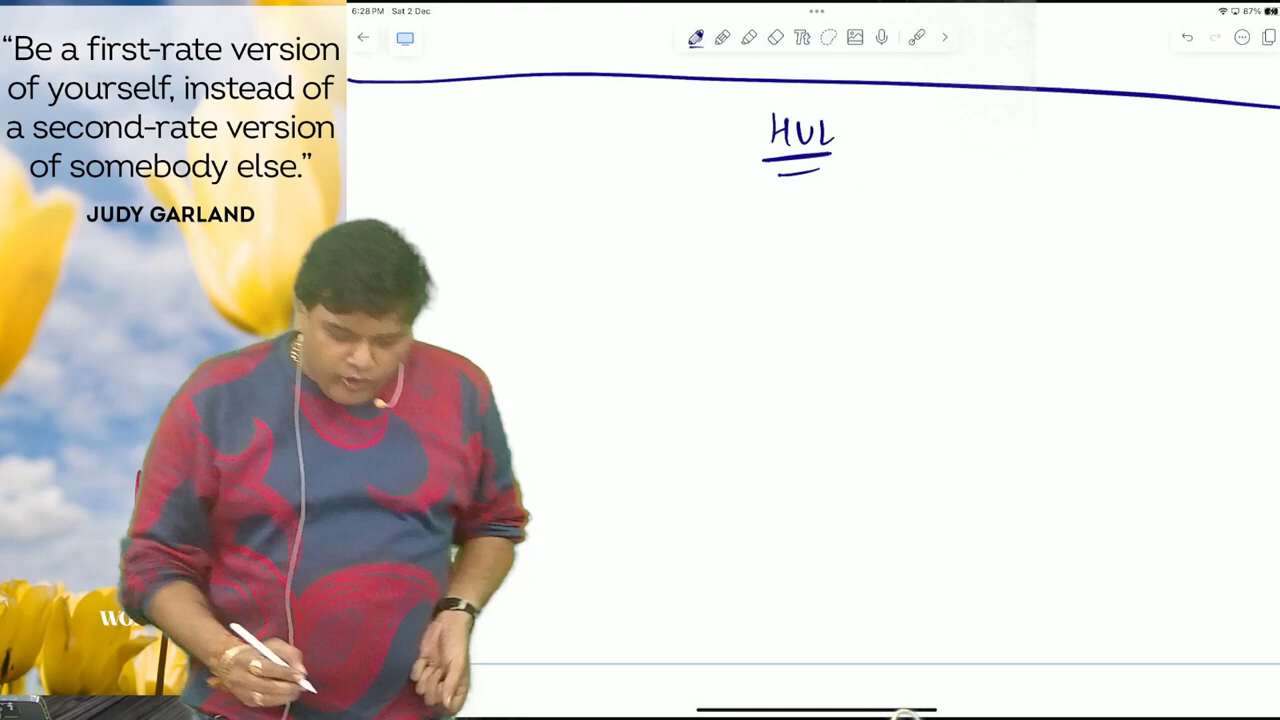 “Be a first-rate version
of yourself, instead of
a second-rate version
of somebody else.”
JUDY GARLAND
6:28 PM Sat 2 Dec
87%
Tt
HUL